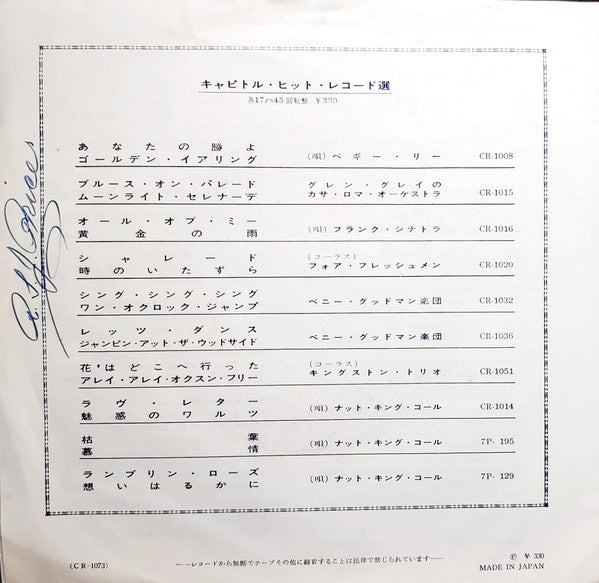 キャピトル・ヒット・レコード選
各17cm45回転盤 ¥330
あなたの勝よ
ゴールデン・イアリング (唄) ペギー・リー CR-1008
ブルース・オン・パレード グレン・グレイの
ムーンライト・セレナーデ カサ・ロマ・オーケストラ CR-1015
オール・オブ・ミー
黄金の雨 (唄) フランク・シナトラ CR-1016
シャレード (コーラス)
時のいたずら フォア・フレッシュメン CR-1020
シング・シング・シング
ワン・オクロック・ジャンプ ベニー・グッドマン楽団 CR-1032
レッツ・ダンス
ジャンピン・アット・ザ・ウッドサイド ベニー・グッドマン楽団 CR-1036
花はどこへ行った (コーラス)
アレイ・アレイ・オクスン・フリー キングストン・トリオ CR-1051
ラヴ・レター
魅惑のワルツ (唄) ナット・キング・コール CR-1014
枯葉
慕情 (唄) ナット・キング・コール 7P-195
ランブリン・ローズ
想いはるかに (唄) ナット・キング・コール 7P-129
(CR-1073)
──レコードから無断でテープその他に録音することは法律で禁じられています──
Ⓟ ¥330
MADE IN JAPAN